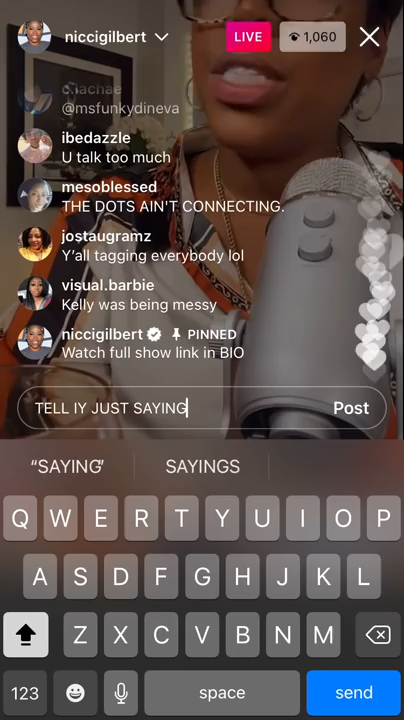 niccigilbert
LIVE
1,060
@msfunkydineva
ibedazzle
U talk too much
mesoblessed
THE DOTS AIN'T CONNECTING.
jostaugramz
Y'all tagging everybody lol
visual.barbie
Kelly was being messy
niccigilbert PINNED
Watch full show link in BIO
TELL IY JUST SAYING
Post
“SAYING” SAYINGS
Q W E R T Y U I O P
A S D F G H J K L
Z X C V B N M
123 space send